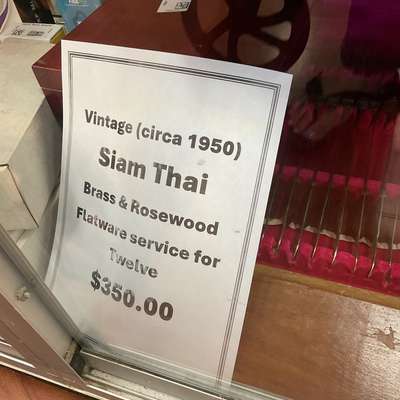 Vintage (circa 1950)
Siam Thai
Brass & Rosewood
Flatware service for
Twelve
$350.00